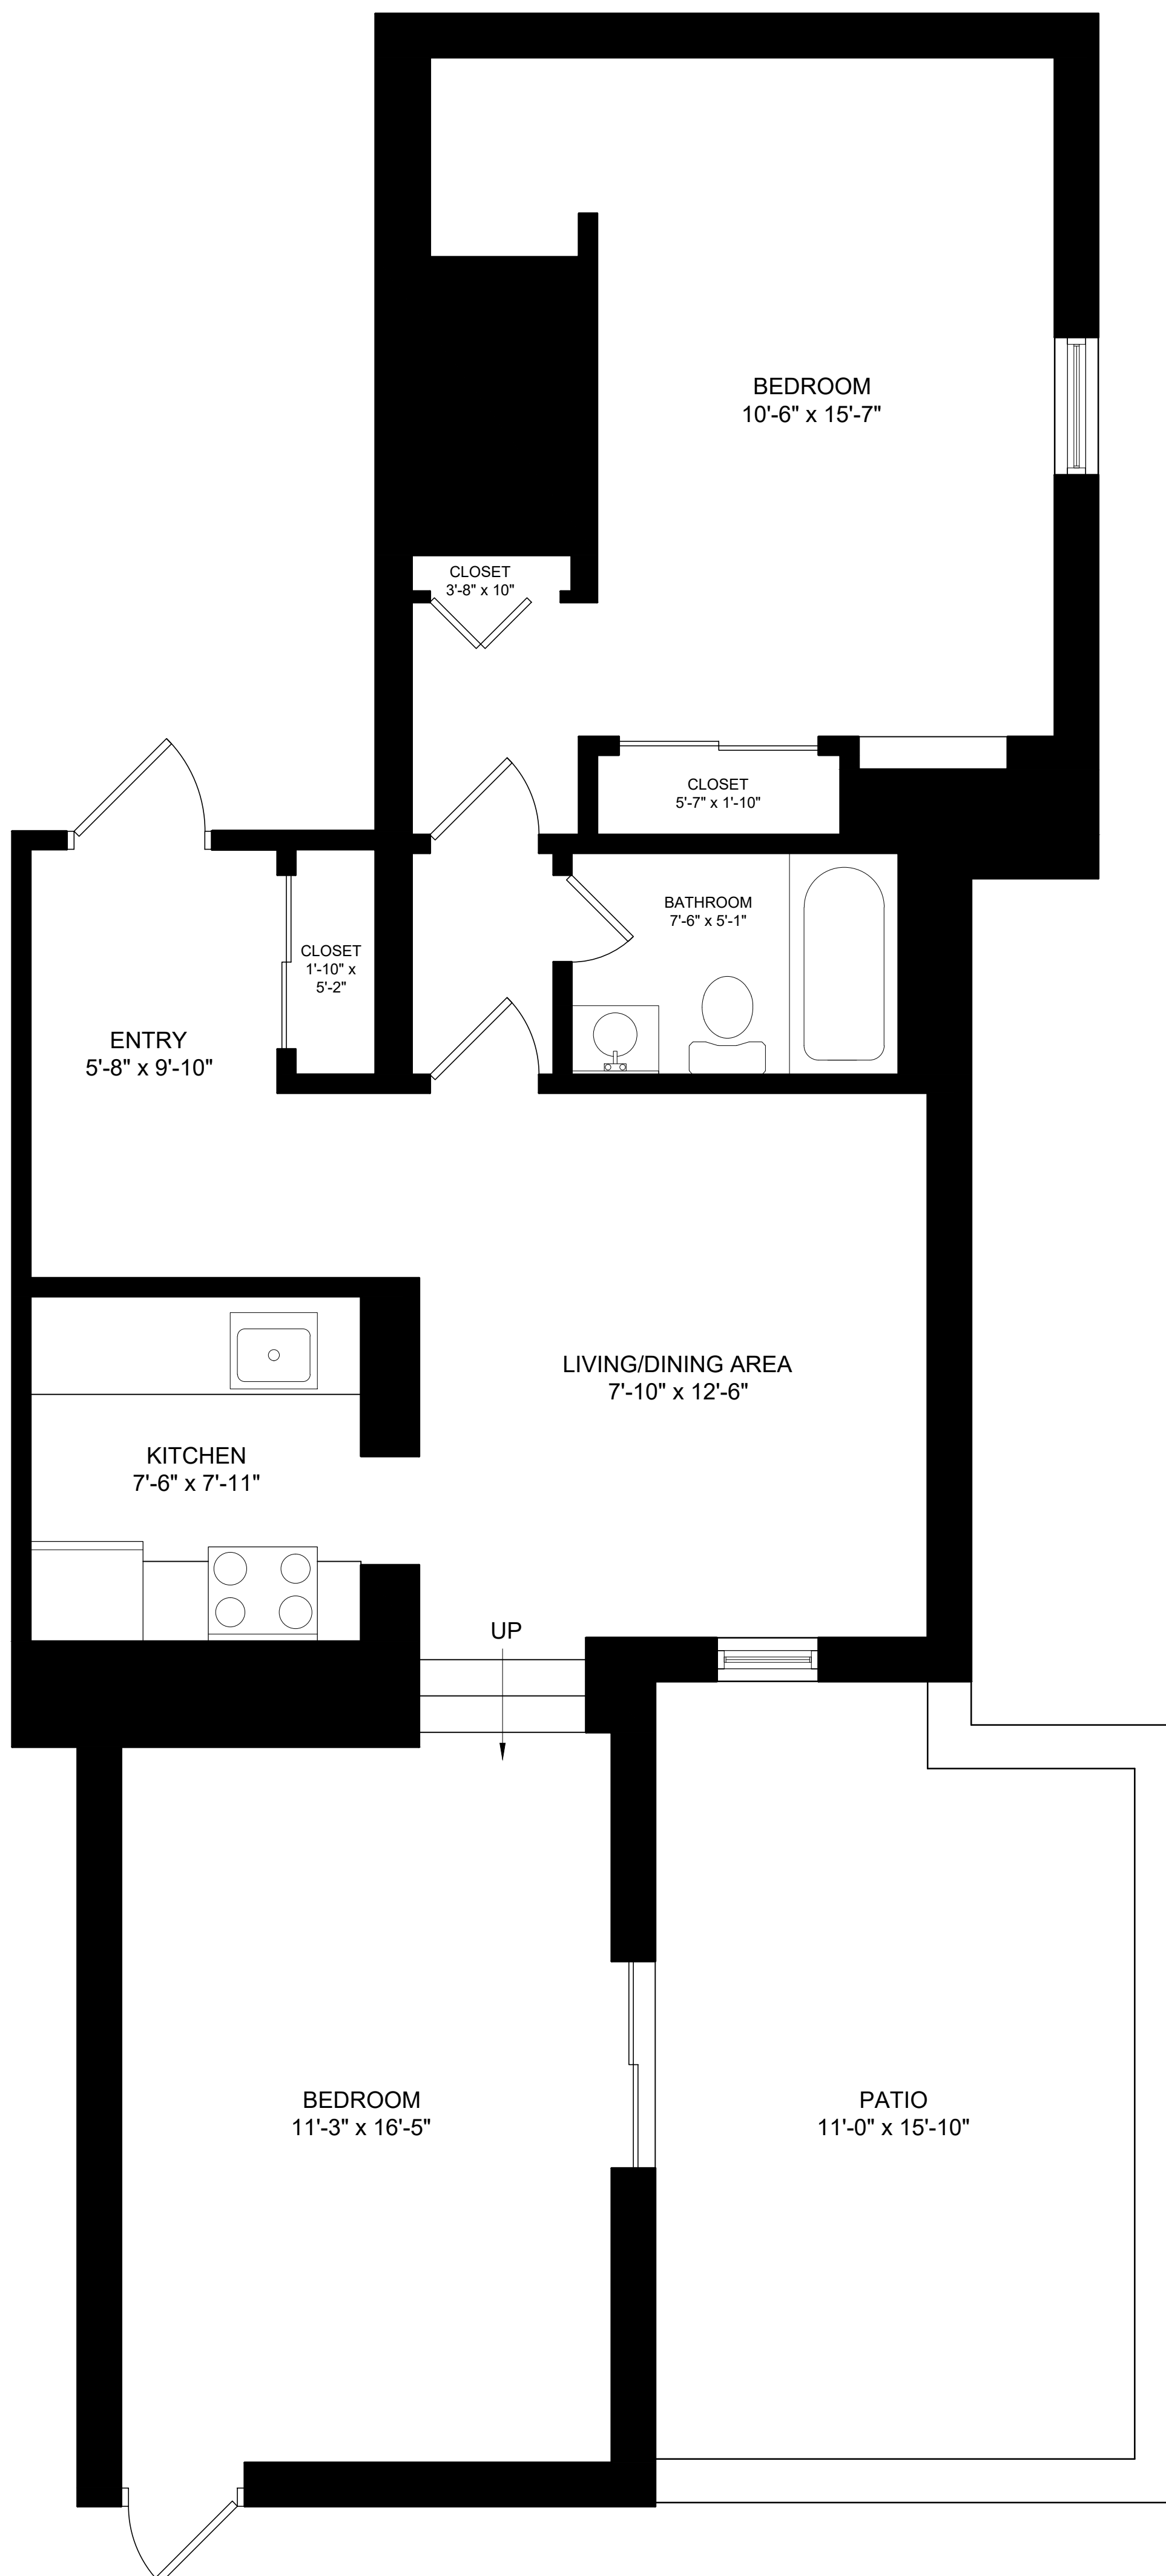 BEDROOM
10'-6" x 15'-7"
CLOSET
3'-8" x 10"
CLOSET
5'-7" x 1'-10"
BATHROOM
7'-6" x 5'-1"
CLOSET
1'-10" x
5'-2"
ENTRY
5'-8" x 9'-10"
LIVING/DINING AREA
7'-10" x 12'-6"
KITCHEN
7'-6" x 7'-11"
UP
BEDROOM
11'-3" x 16'-5"
PATIO
11'-0" x 15'-10"